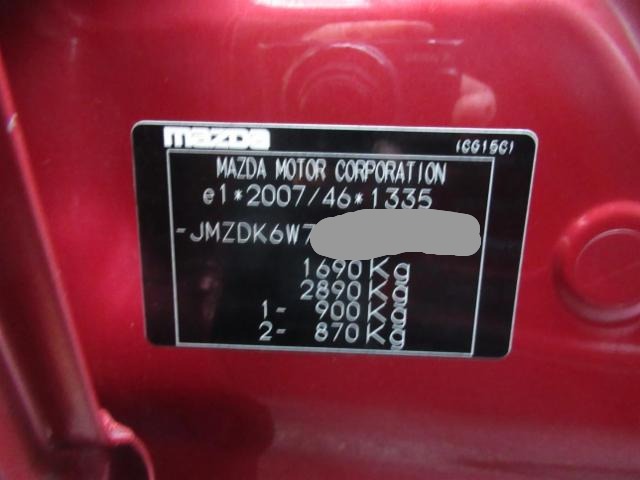 mazda (CG15C)
MAZDA MOTOR CORPORATION
e1*2007/46*1335
-JMZDK6W7
1690Kg
2890Kg
1- 900Kg
2- 870Kg